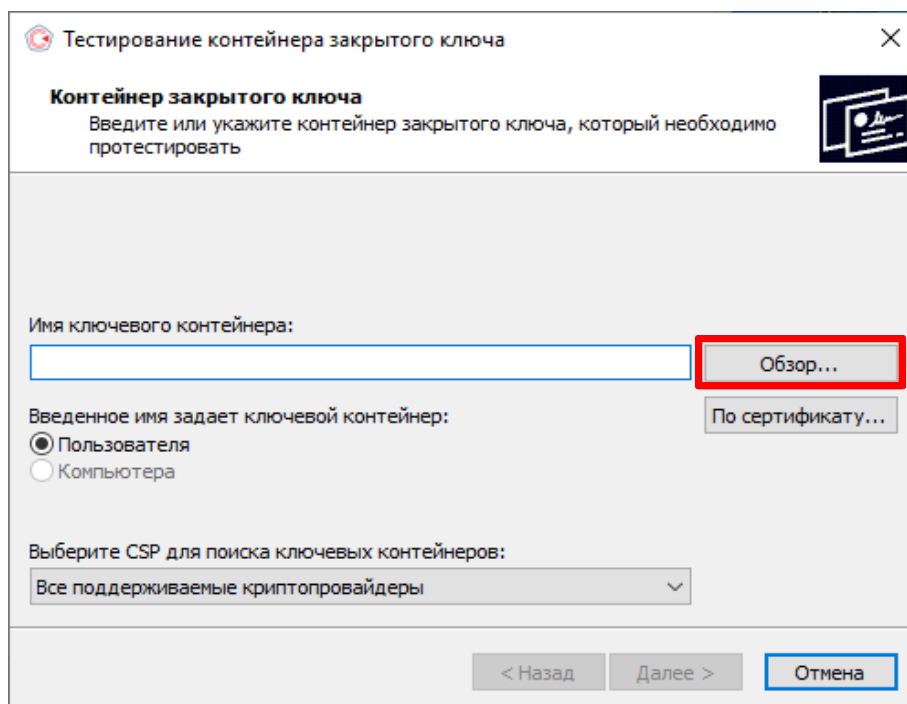 Тестирование контейнера закрытого ключа
Контейнер закрытого ключа
Введите или укажите контейнер закрытого ключа, который необходимо
протестировать
Имя ключевого контейнера:
Обзор...
Введенное имя задает ключевой контейнер:
По сертификату...
Пользователя
Компьютера
Выберите CSP для поиска ключевых контейнеров:
Все поддерживаемые криптопровайдеры
< Назад Далее > Отмена